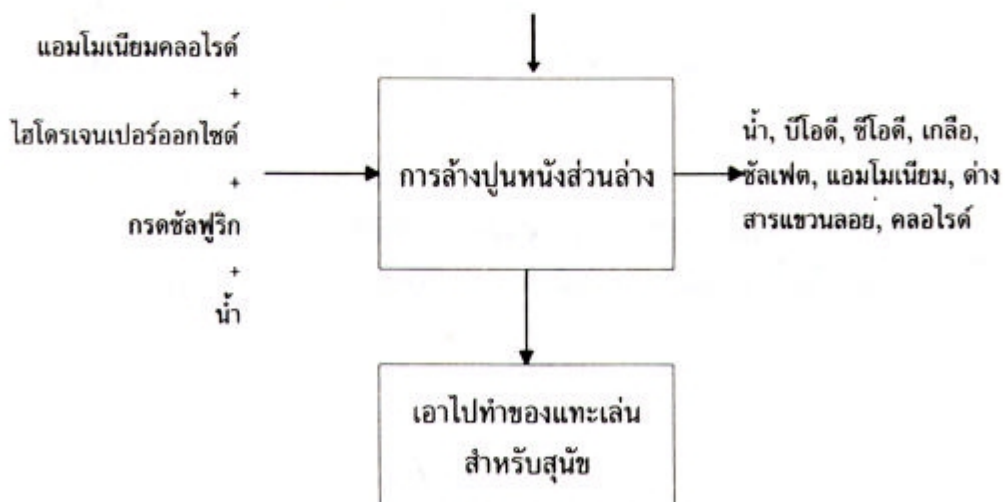 แอมโมเนียมคลอไรด์
+
ไฮโดรเจนเปอร์ออกไซด์
+
กรดซัลฟูริก
+
น้ำ
การล้างปูนหนังส่วนล่าง
น้ำ, บีโอดี, ซีโอดี, เกลือ,
ซัลเฟต, แอมโมเนียม, ด่าง
สารแขวนลอย, คลอไรด์
เอาไปทำของแทะเล่น
สำหรับสุนัข